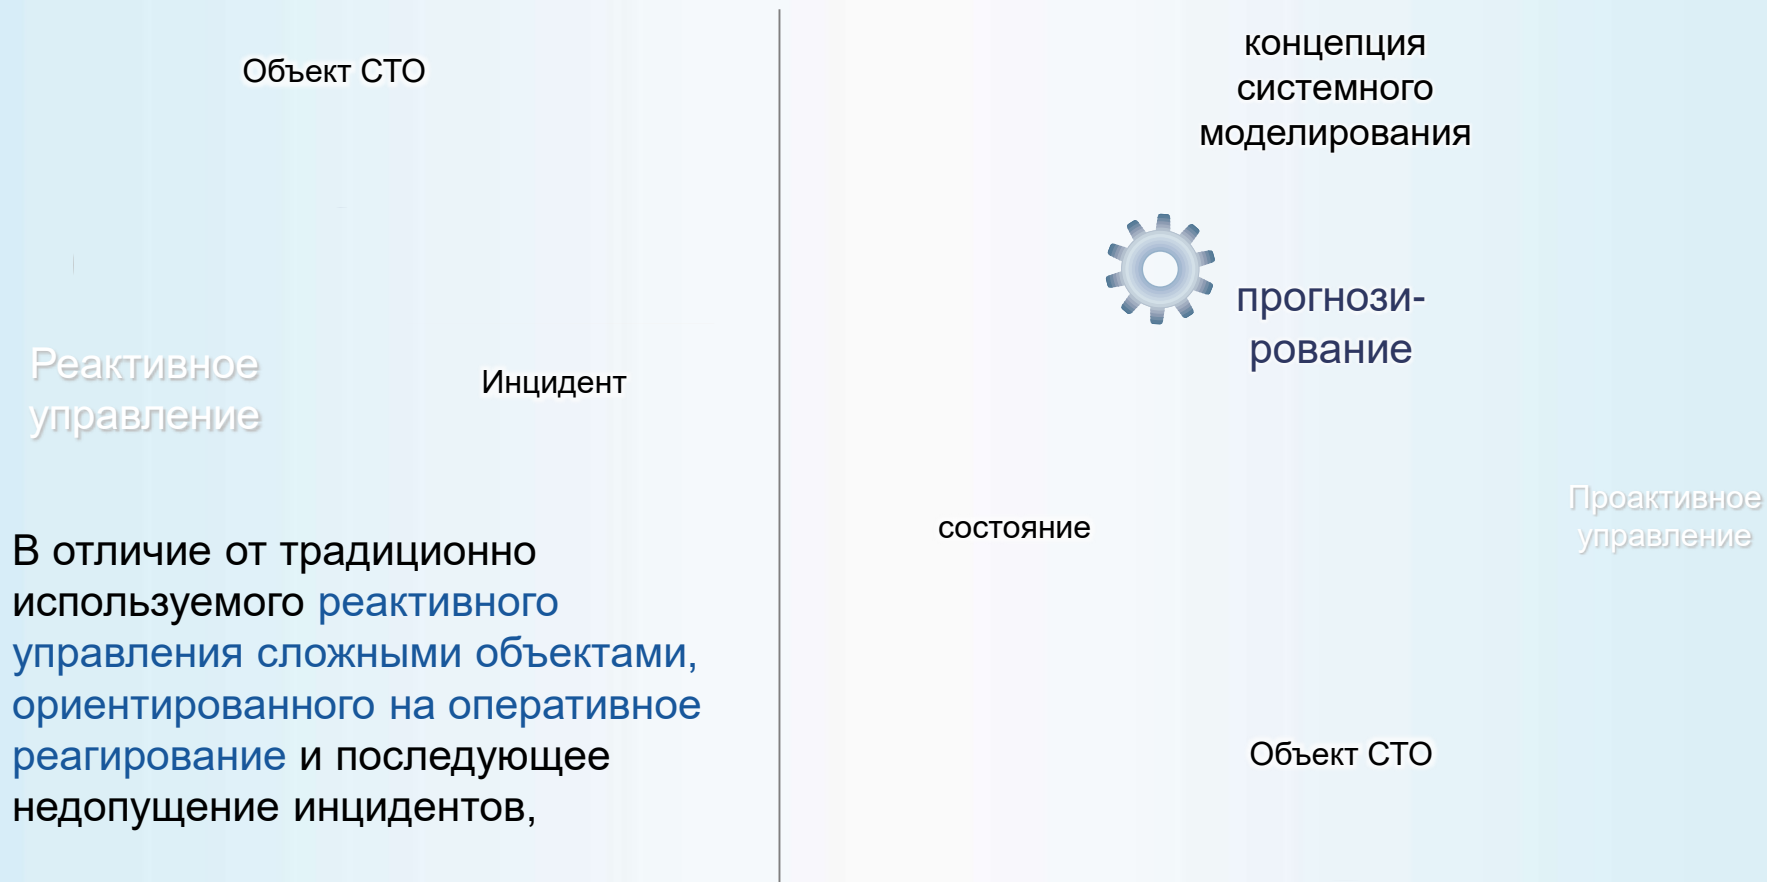 Объект СТО
Реактивное
управление
Инцидент
В отличие от традиционно
используемого реактивного
управления сложными объектами,
ориентированного на оперативное
реагирование и последующее
недопущение инцидентов,
концепция
системного
моделирования
прогнози-
рование
состояние
Проактивное
управление
Объект СТО